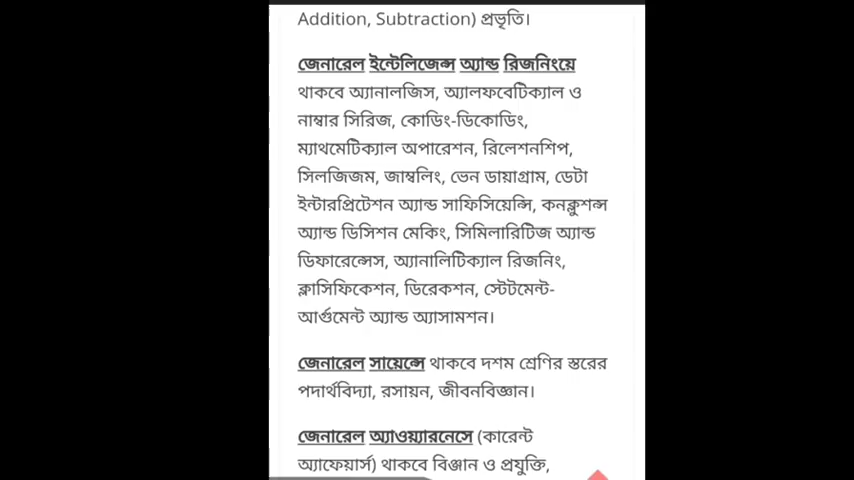 Addition, Subtraction) প্রভৃতি।
জেনারেল ইন্টেলিজেন্স অ্যান্ড রিজনিংয়ে
থাকবে অ্যানালজিস, অ্যালফবেটিক্যাল ও
নাম্বার সিরিজ, কোডিং-ডিকোডিং,
ম্যাথমেটিক্যাল অপারেশন, রিলেশনশিপ,
সিলজিজম, জাম্বলিং, ভেন ডায়াগ্রাম, ডেটা
ইন্টারপ্রিটেশন অ্যান্ড সাফিসিয়েন্সি, কনক্লুশন্স
অ্যান্ড ডিসিশন মেকিং, সিমিলারিটিজ অ্যান্ড
ডিফারেন্সেস, অ্যানালিটিক্যাল রিজনিং,
ক্লাসিফিকেশন, ডিরেকশন, স্টেটমেন্ট-
আর্গুমেন্ট অ্যান্ড অ্যাসামশন।
জেনারেল সায়েন্সে থাকবে দশম শ্রেণির স্তরের
পদার্থবিদ্যা, রসায়ন, জীবনবিজ্ঞান।
জেনারেল অ্যাওয়্যারনেসে (কারেন্ট
অ্যাফেয়ার্স) থাকবে বিজ্ঞান ও প্রযুক্তি,